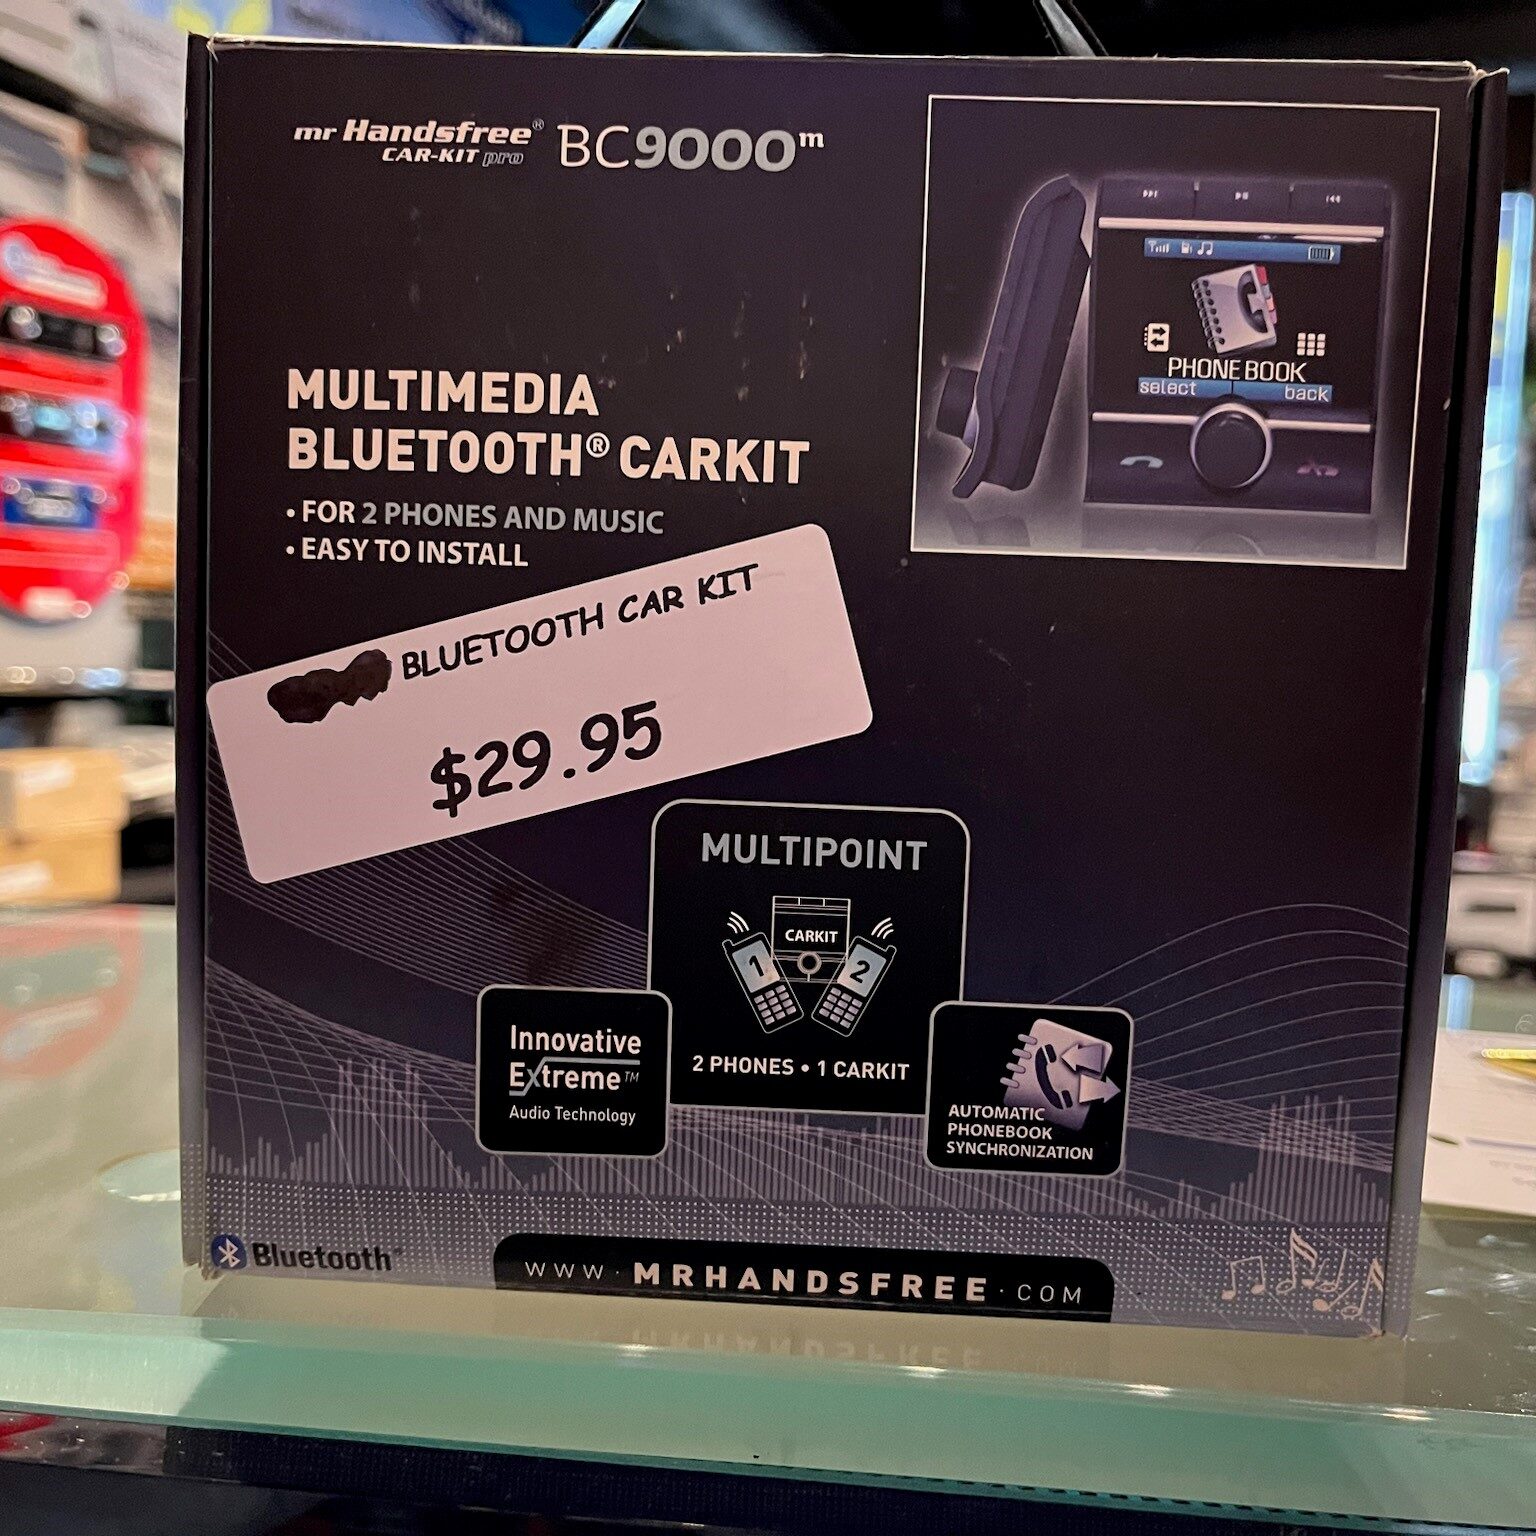 mr Handsfree® BC9000m
CAR-KIT pro
MULTIMEDIA
BLUETOOTH® CARKIT
• FOR 2 PHONES AND MUSIC
• EASY TO INSTALL
PHONE BOOK
select back
BLUETOOTH CAR KIT
$29.95
MULTIPOINT
CARKIT
1 2
2 PHONES • 1 CARKIT
Innovative
Extreme™
Audio Technology
AUTOMATIC
PHONEBOOK
SYNCHRONIZATION
Bluetooth®
WWW·MRHANDSFREE·COM